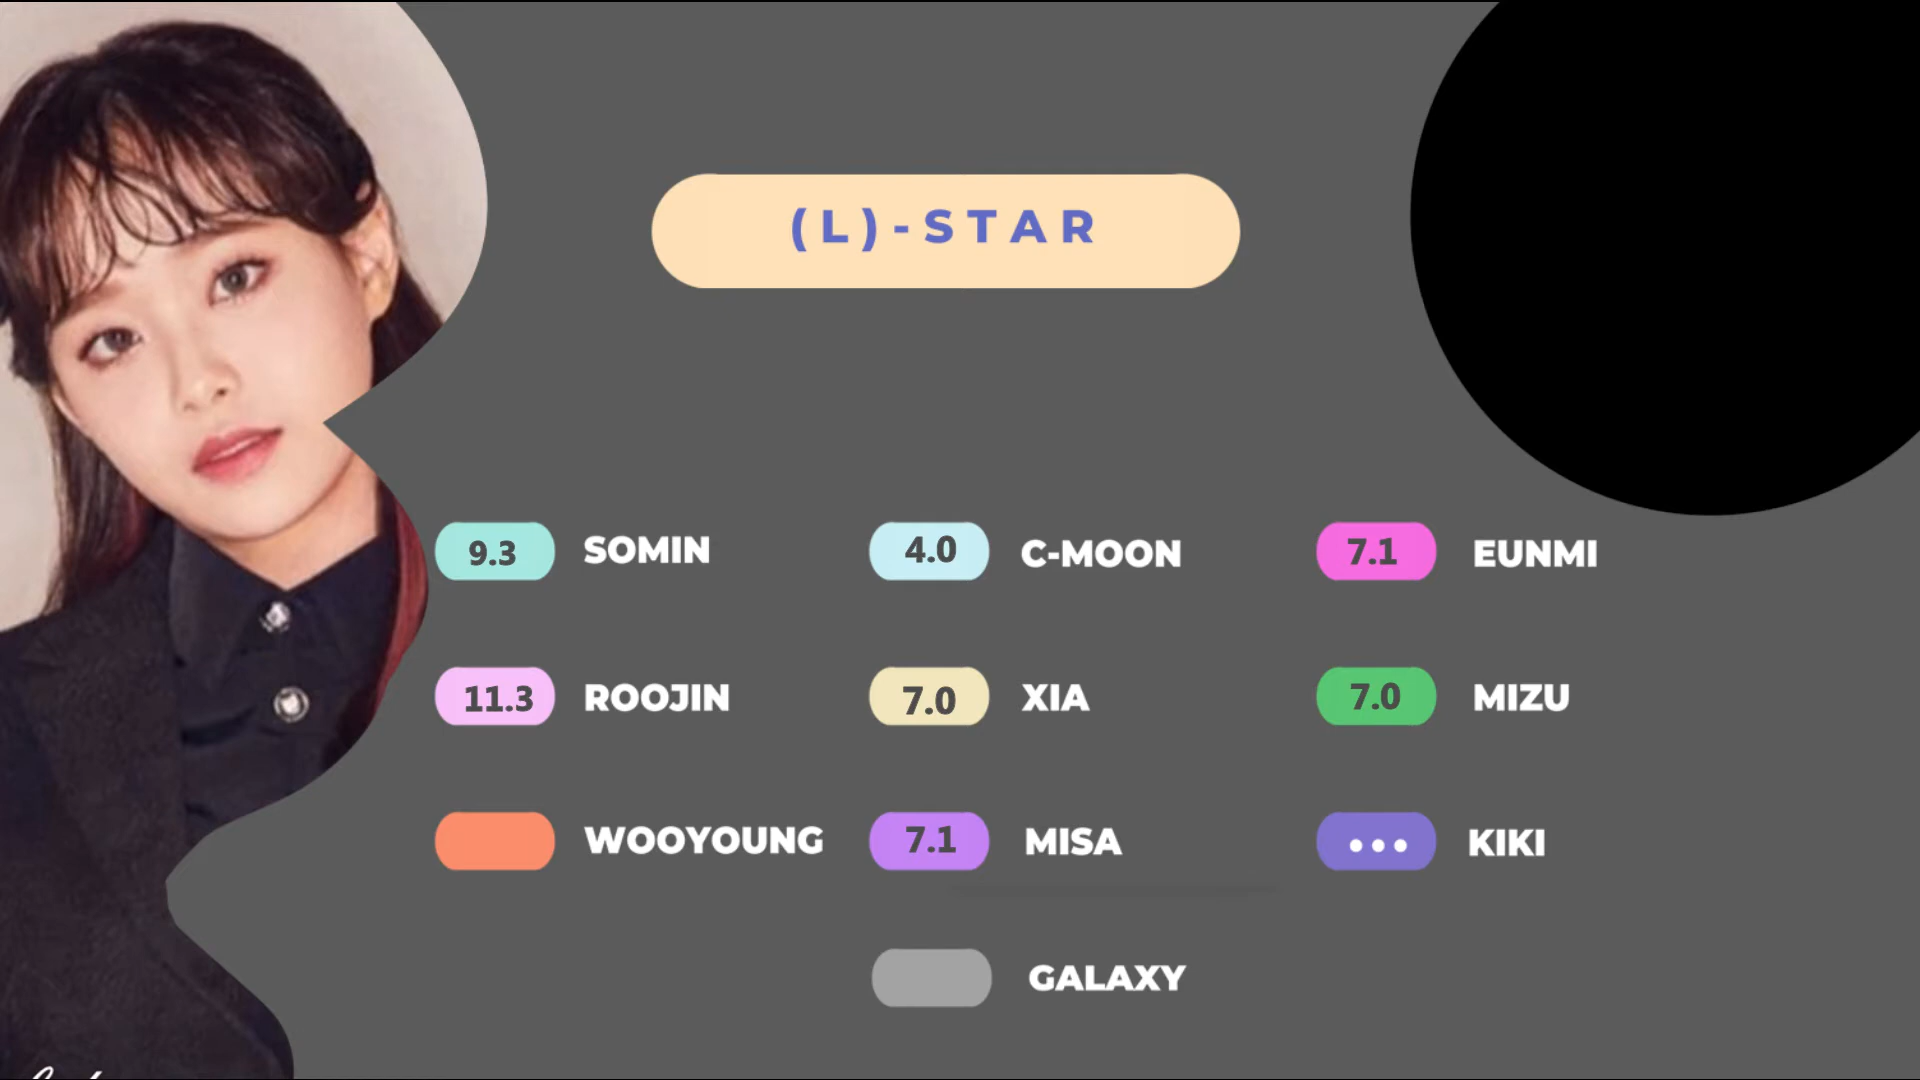 (L)-STAR
9.3 SOMIN 4.0 C-MOON 7.1 EUNMI
11.3 ROOJIN 7.0 XIA 7.0 MIZU
WOOYOUNG 7.1 MISA ... KIKI
GALAXY